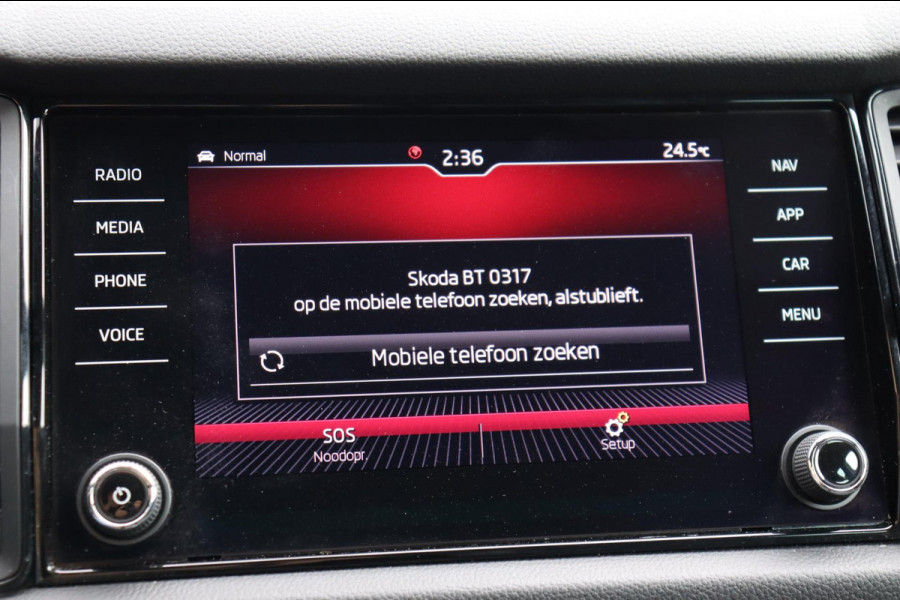 RADIO
MEDIA
PHONE
VOICE
Normal
2:36
24.5°C
Skoda BT 0317
op de mobiele telefoon zoeken, alstublieft.
Mobiele telefoon zoeken
SOS
Noodopr.
Setup
NAV
APP
CAR
MENU